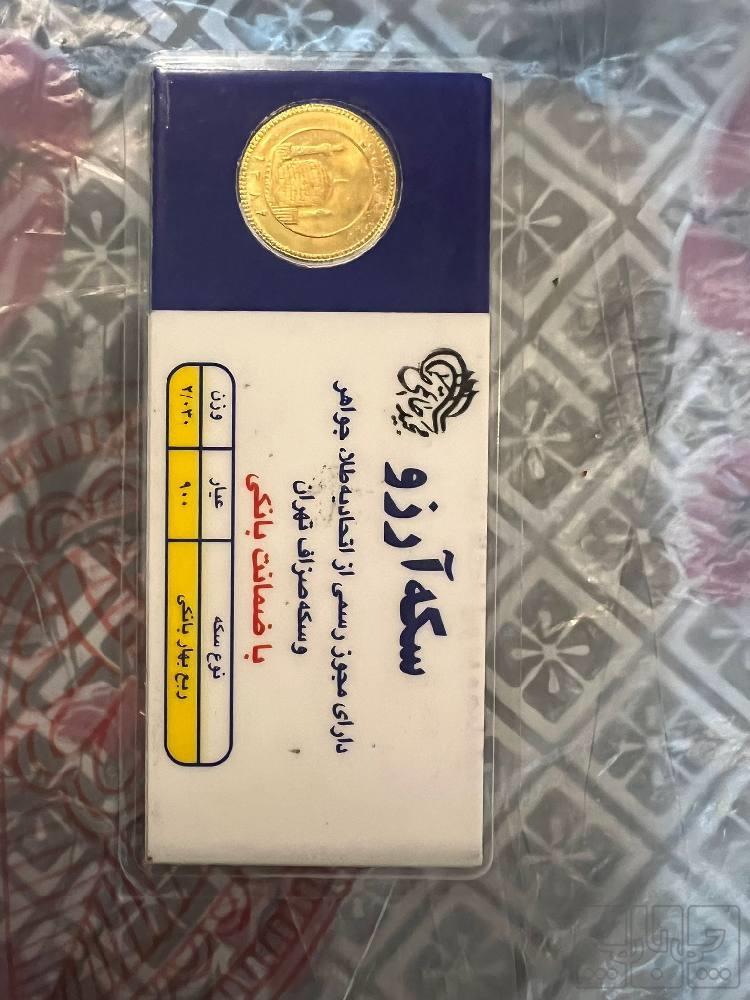 سکه آرزو
دارای مجوز رسمی از اتحادیه طلا، جواهر
و سکه صراف تهران
با ضمانت بانکی
نوع سکه عیار وزن
ربع بهار بانکی ۹۰۰ ۲/۰۳۰